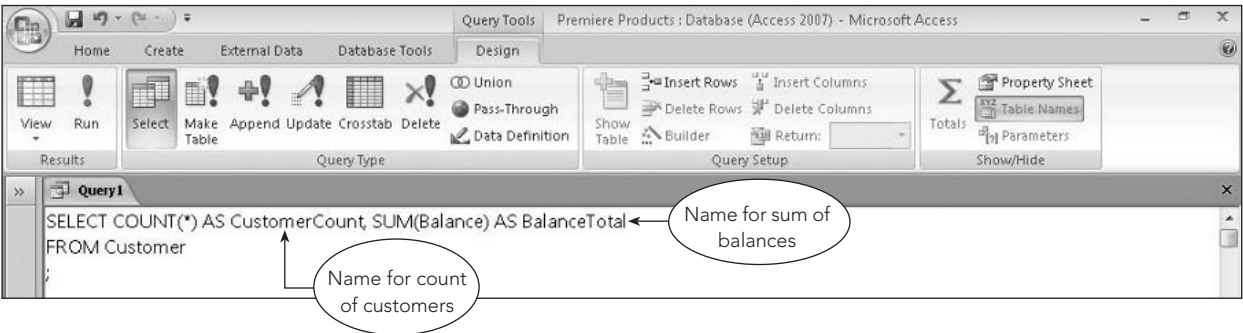 Query Tools Premiere Products : Database (Access 2007) - Microsoft Access
Home Create External Data Database Tools Design
View
Run
Results
Select
Make Table
Append
Update
Crosstab
Delete
Union
Pass-Through
Data Definition
Query Type
Show Table
Insert Rows
Delete Rows
Builder
Insert Columns
Delete Columns
Return:
Query Setup
Σ
Totals
Property Sheet
XYZ
Table Names
[?] Parameters
Show/Hide
» Query1
SELECT COUNT(*) AS CustomerCount, SUM(Balance) AS BalanceTotal
FROM Customer
;
Name for sum of
balances
Name for count
of customers